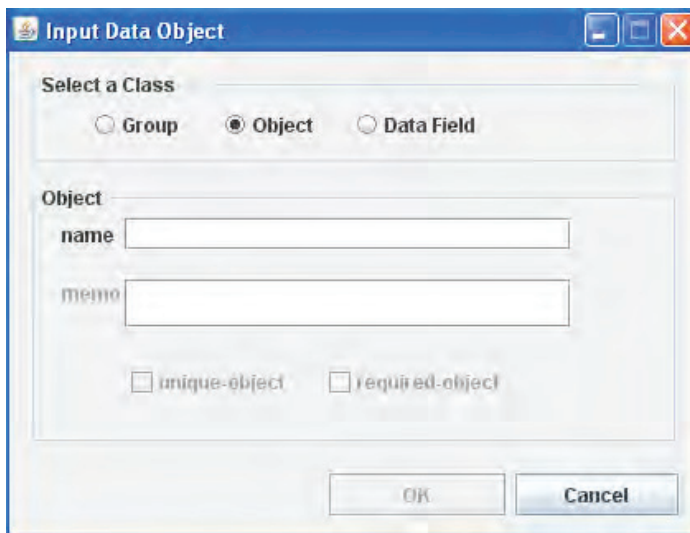 Input Data Object
Select a Class
Group Object Data Field
Object
name
memo
unique-object required-object
OK Cancel